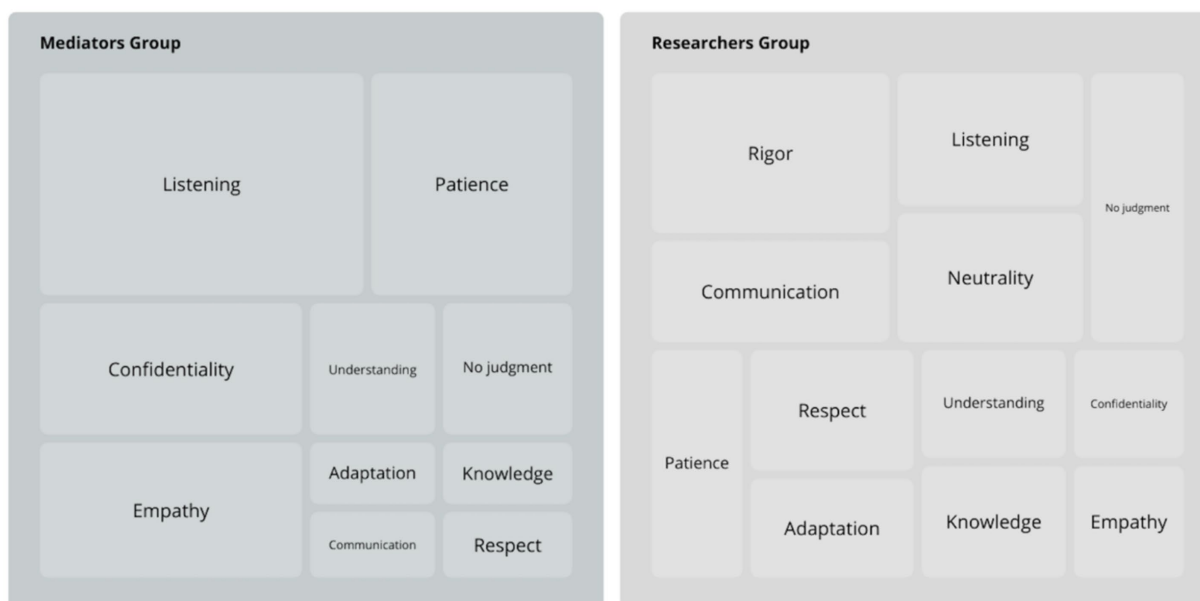 Mediators Group
Listening
Patience
Confidentiality
Understanding
No judgment
Empathy
Adaptation
Knowledge
Communication
Respect
Researchers Group
Rigor
Listening
No judgment
Communication
Neutrality
Patience
Respect
Understanding
Confidentiality
Adaptation
Knowledge
Empathy